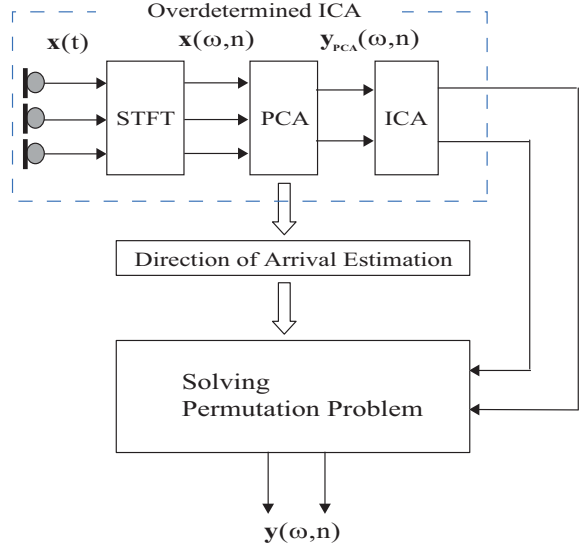 Overdetermined ICA
x(t)
x(ω,n)
y_PCA(ω,n)
STFT
PCA
ICA
Direction of Arrival Estimation
Solving
Permutation Problem
y(ω,n)